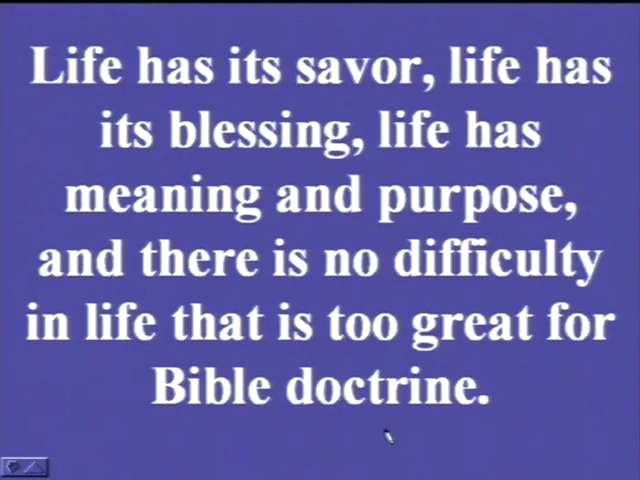 Life has its savor, life has
its blessing, life has
meaning and purpose,
and there is no difficulty
in life that is too great for
Bible doctrine.